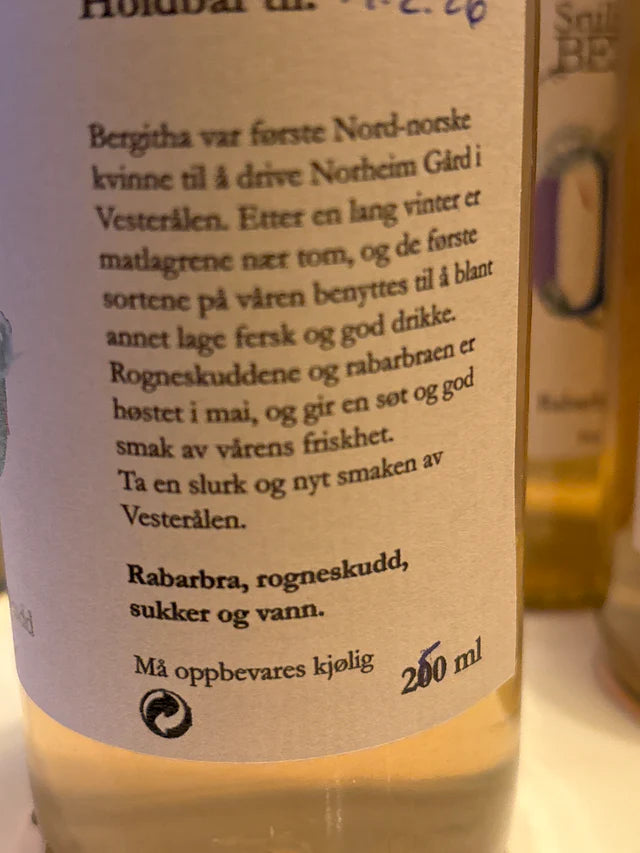 Holdbar til:
Bergitha var første Nord-norske
kvinne til å drive Norheim Gård i
Vesterålen. Etter en lang vinter er
matlagrene nær tom, og de første
sortene på våren benyttes til å blant
annet lage fersk og god drikke.
Rogneskuddene og rabarbraen er
høstet i mai, og gir en søt og god
smak av vårens friskhet.
Ta en slurk og nyt smaken av
Vesterålen.
Rabarbra, rogneskudd,
sukker og vann.
Må oppbevares kjølig
250 ml